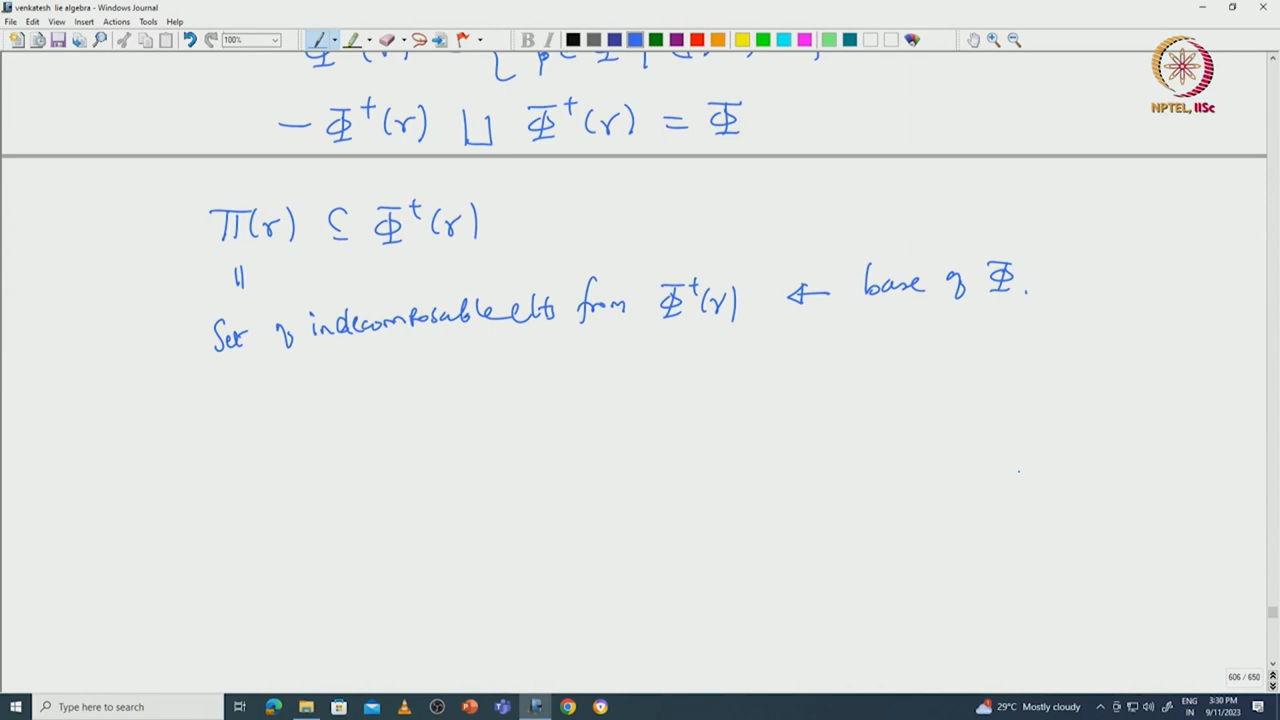 venkatesh lie algebra - Windows Journal
File Edit View Insert Actions Tools Help
100%
B I
NPTEL, IISc
− Φ⁺(γ) ⊔ Φ⁺(γ) = Φ
Π(γ) ⊆ Φ⁺(γ)
||
Set of indecomposable elts from Φ⁺(γ) ← base of Φ.
606 / 650
Type here to search
29°C Mostly cloudy
ENG
IN
3:30 PM
9/11/2023